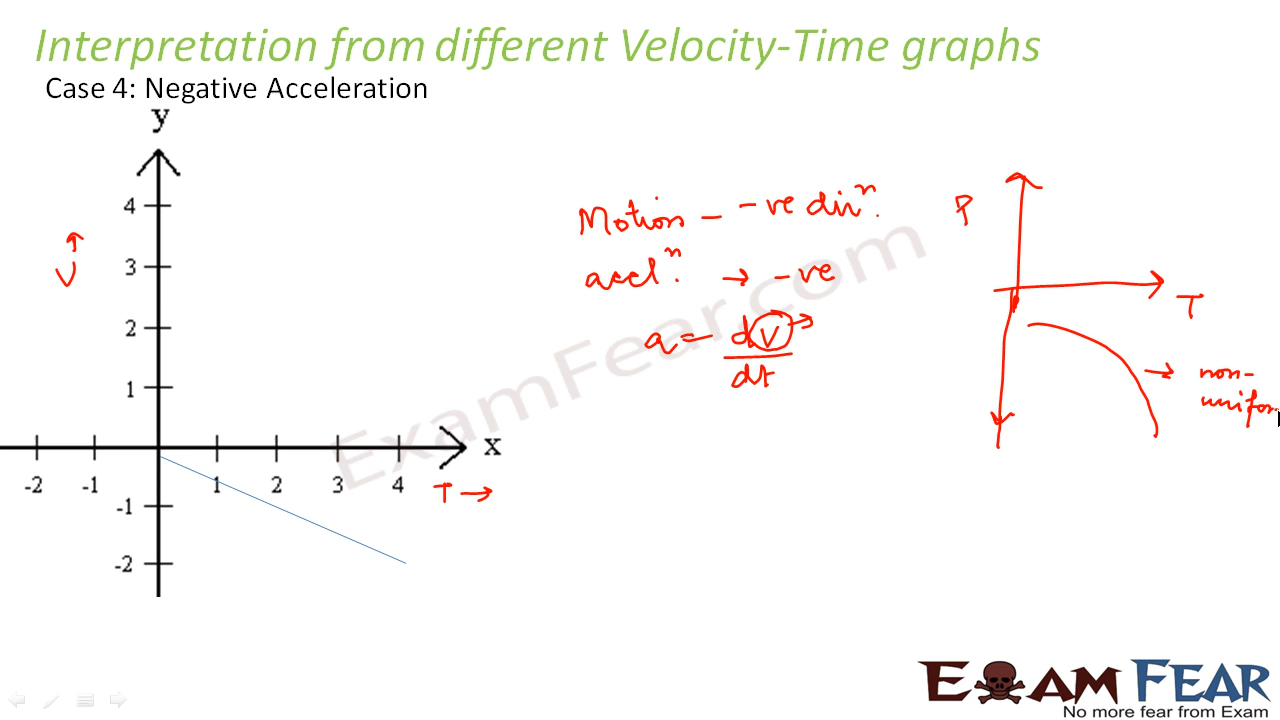 Interpretation from different Velocity-Time graphs
Case 4: Negative Acceleration
y
4
3
2
1
-2 -1 1 2 3 4 x
-1
-2
V
T →
Motion – -ve dirⁿ.
acclⁿ. → -ve
a = dv
dt
P
T
→ non-
uniform
ExamFear.com
EXAM FEAR
No more fear from Exam